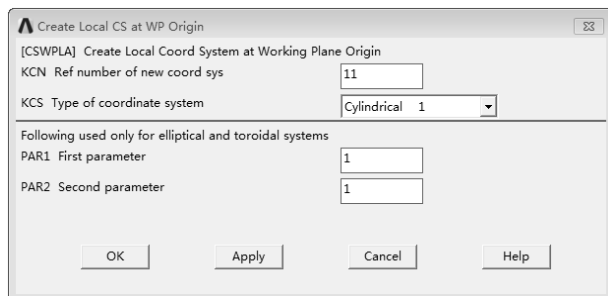 Create Local CS at WP Origin
[CSWPLA] Create Local Coord System at Working Plane Origin
KCN Ref number of new coord sys 11
KCS Type of coordinate system Cylindrical 1
Following used only for elliptical and toroidal systems
PAR1 First parameter 1
PAR2 Second parameter 1
OK Apply Cancel Help